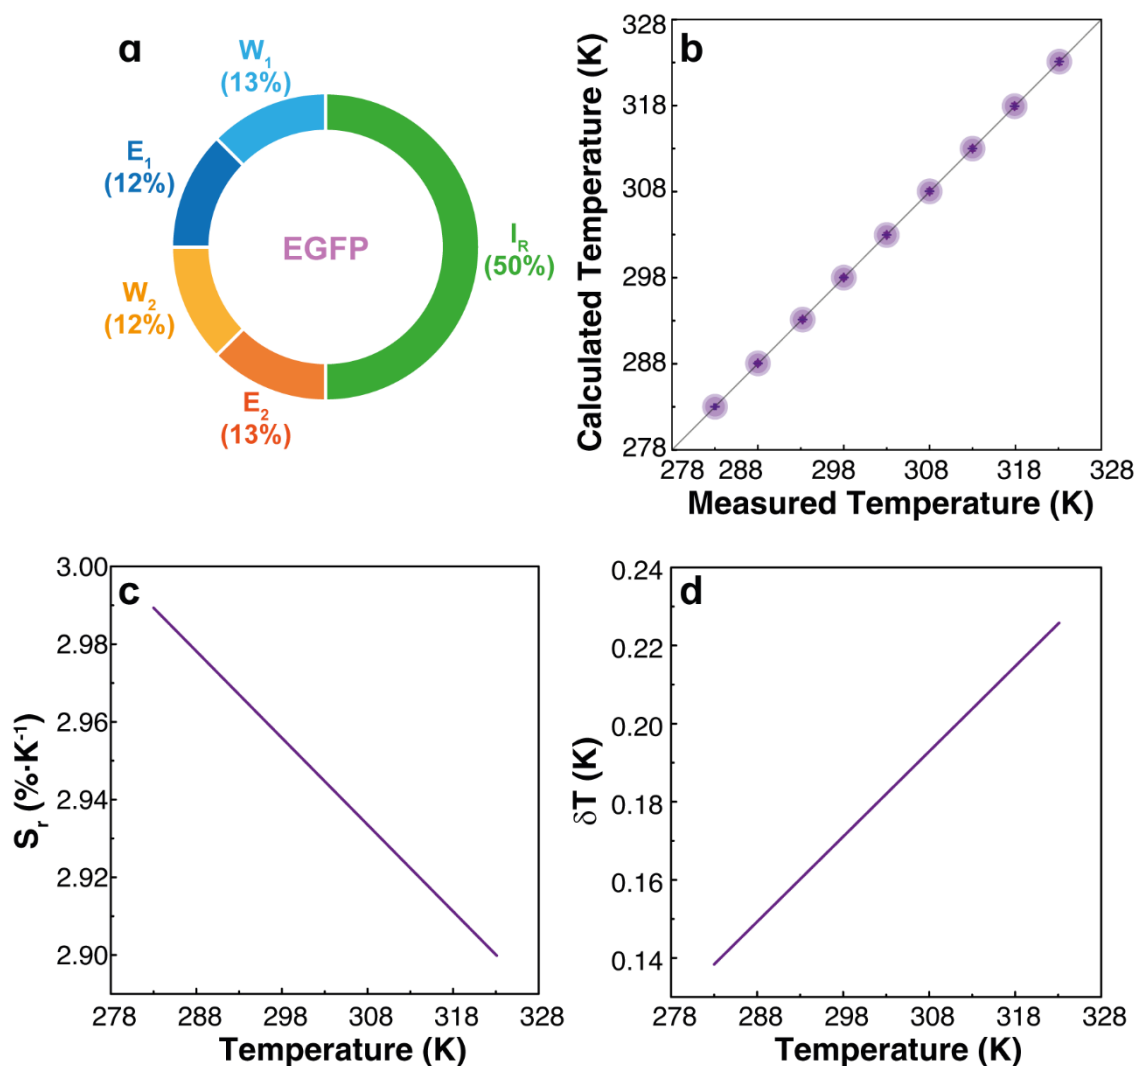 a
W1
(13%)
E1
(12%)
W2
(12%)
E2
(13%)
EGFP
IR
(50%)
b
Calculated Temperature (K)
328
318
308
298
288
278
278 288 298 308 318 328
Measured Temperature (K)
c
Sr (%·K-1)
3.00
2.98
2.96
2.94
2.92
2.90
278 288 298 308 318 328
Temperature (K)
d
δT (K)
0.24
0.22
0.20
0.18
0.16
0.14
278 288 298 308 318 328
Temperature (K)